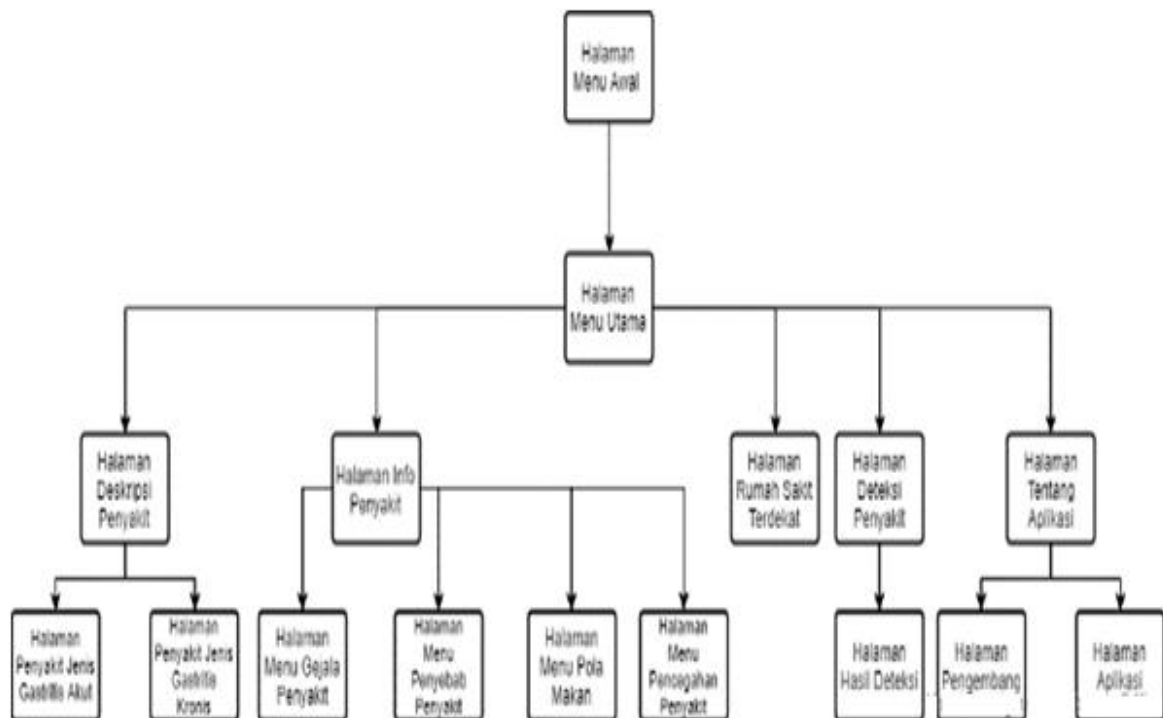 Halaman
Menu Awal
Halaman
Menu Utama
Halaman
Deskripsi
Penyakit
Halaman Info
Penyakit
Halaman
Rumah Sakit
Terdekat
Halaman
Deteksi
Penyakit
Halaman
Tentang
Aplikasi
Halaman
Penyakit Jenis
Gastritis Akut
Halaman
Penyakit Jenis
Gastritis
Kronis
Halaman
Menu Gejala
Penyakit
Halaman
Menu
Penyebab
Penyakit
Halaman
Menu Pola
Makan
Halaman
Menu
Pencegahan
Penyakit
Halaman
Hasil Deteksi
Halaman
Pengembang
Halaman
Aplikasi